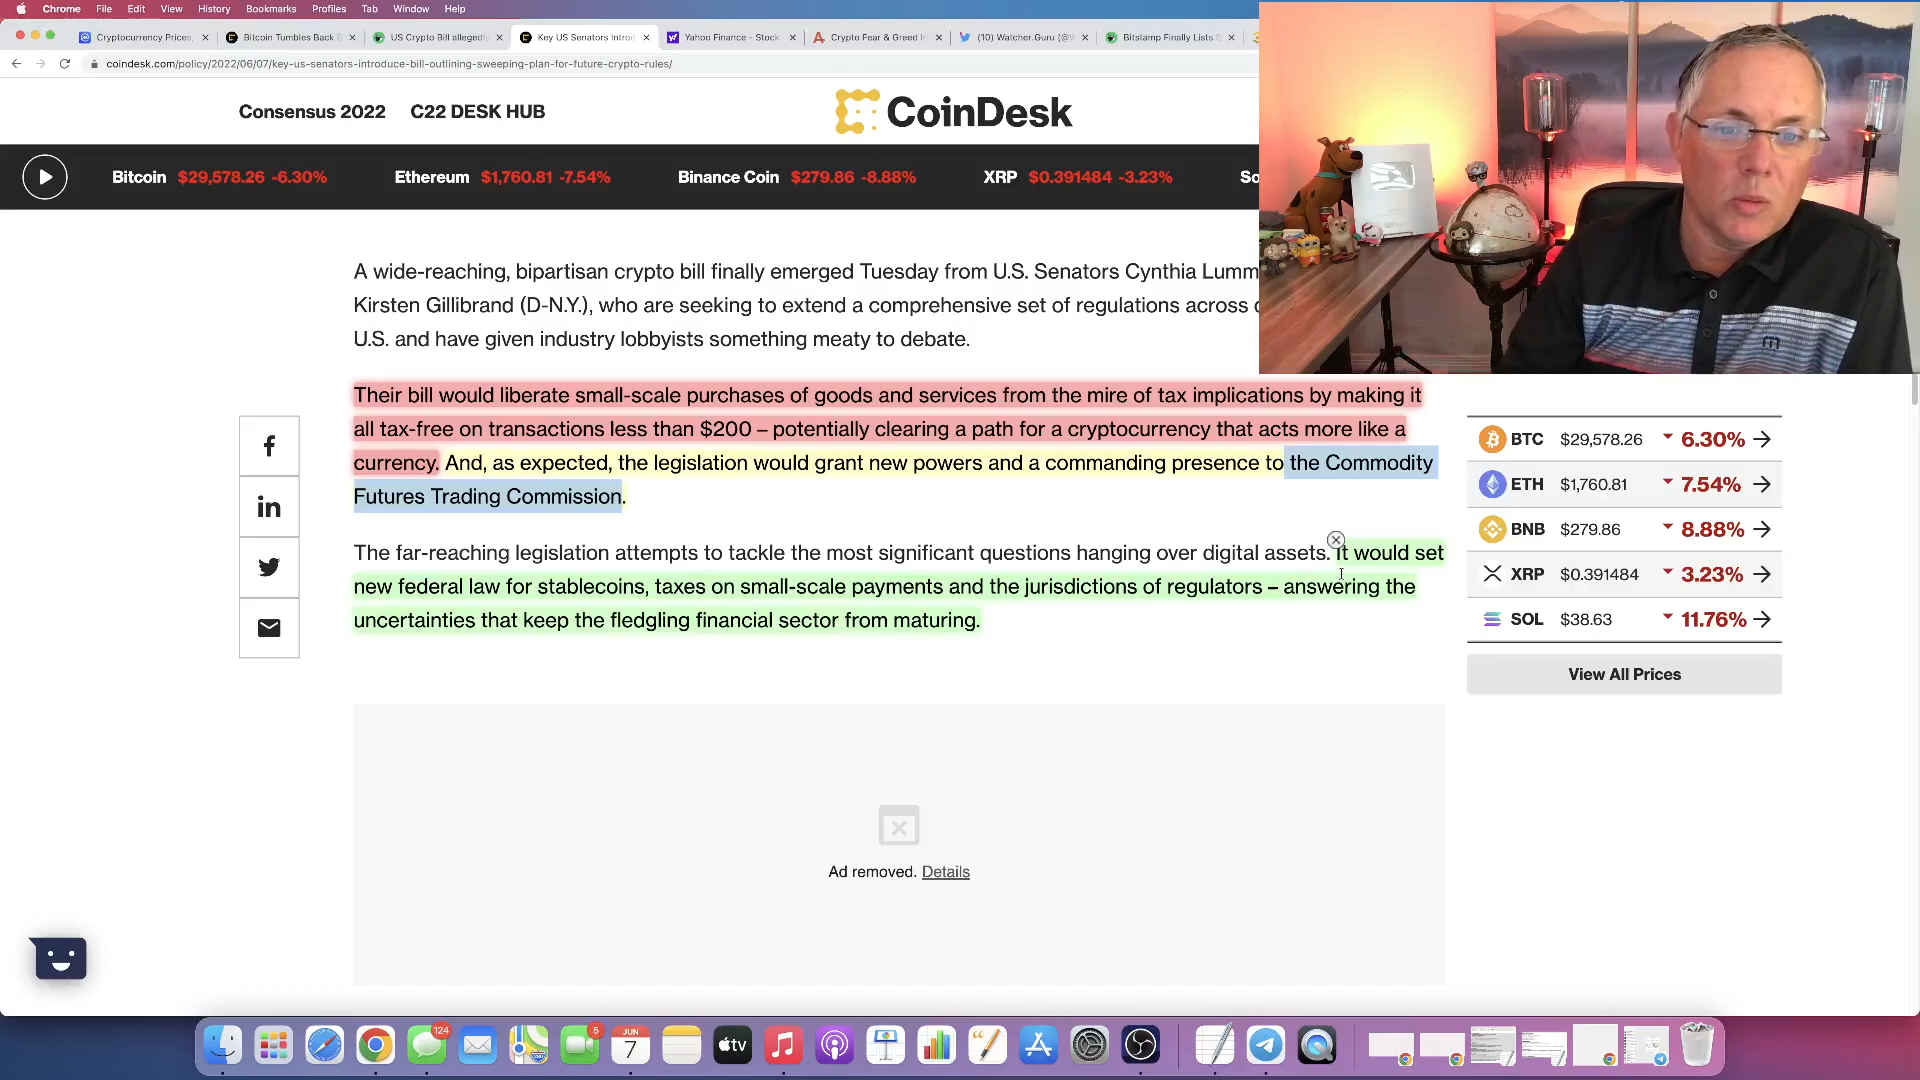 Chrome File Edit View History Bookmarks Profiles Tab Window Help
Cryptocurrency Prices, Bitcoin Tumbles Back US Crypto Bill allegedly Key US Senators Introd Yahoo Finance - Stock Crypto Fear & Greed (10) Watcher.Guru Bitstamp Finally Lists
coindesk.com/policy/2022/06/07/key-us-senators-introduce-bill-outlining-sweeping-plan-for-future-crypto-rules/
Consensus 2022 C22 DESK HUB CoinDesk
Bitcoin $29,578.26 -6.30% Ethereum $1,760.81 -7.54% Binance Coin $279.86 -8.88% XRP $0.391484 -3.23% So
A wide-reaching, bipartisan crypto bill finally emerged Tuesday from U.S. Senators Cynthia Lumm
Kirsten Gillibrand (D-N.Y.), who are seeking to extend a comprehensive set of regulations across
U.S. and have given industry lobbyists something meaty to debate.
Their bill would liberate small-scale purchases of goods and services from the mire of tax implications by making it
all tax-free on transactions less than $200 – potentially clearing a path for a cryptocurrency that acts more like a
currency. And, as expected, the legislation would grant new powers and a commanding presence to the Commodity
Futures Trading Commission.
The far-reaching legislation attempts to tackle the most significant questions hanging over digital assets. It would set
new federal law for stablecoins, taxes on small-scale payments and the jurisdictions of regulators – answering the
uncertainties that keep the fledgling financial sector from maturing.
BTC $29,578.26 6.30%
ETH $1,760.81 7.54%
BNB $279.86 8.88%
XRP $0.391484 3.23%
SOL $38.63 11.76%
View All Prices
Ad removed. Details
124
5
JUN
7
tv